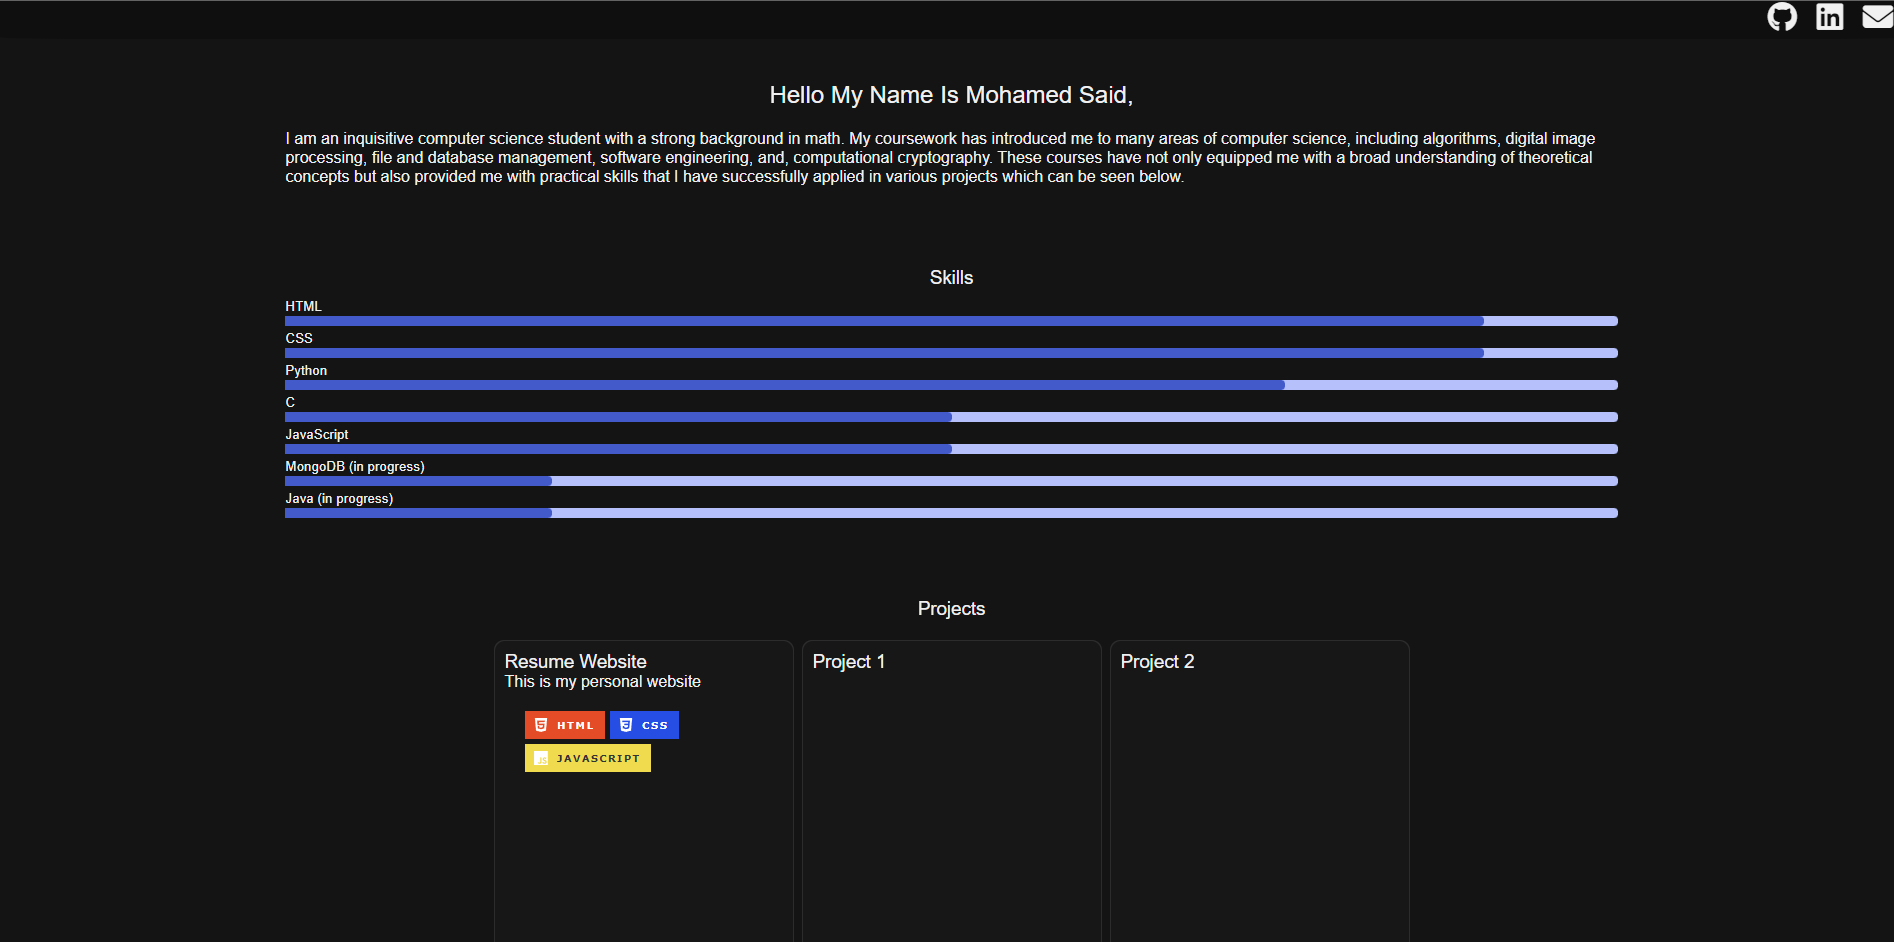 Hello My Name Is Mohamed Said,
I am an inquisitive computer science student with a strong background in math. My coursework has introduced me to many areas of computer science, including algorithms, digital image
processing, file and database management, software engineering, and, computational cryptography. These courses have not only equipped me with a broad understanding of theoretical
concepts but also provided me with practical skills that I have successfully applied in various projects which can be seen below.
Skills
HTML
CSS
Python
C
JavaScript
MongoDB (in progress)
Java (in progress)
Projects
Resume Website
This is my personal website
HTML CSS
JAVASCRIPT
Project 1
Project 2